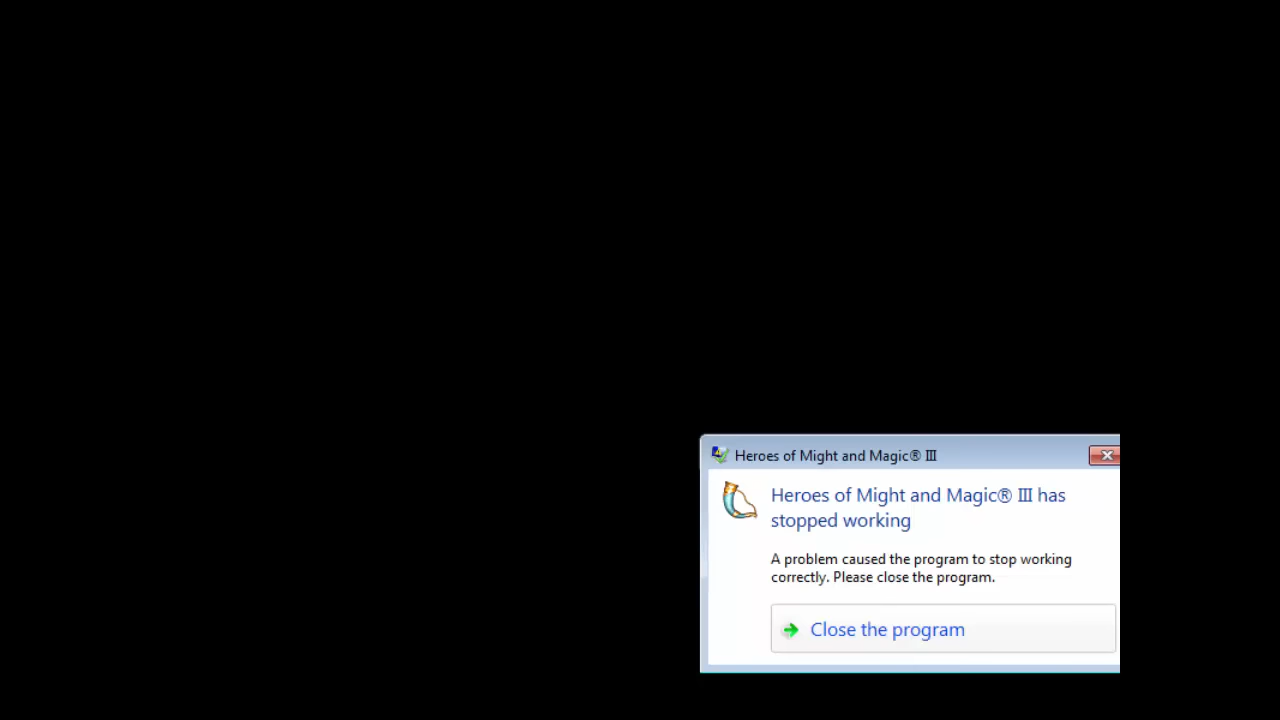 Heroes of Might and Magic® III
Heroes of Might and Magic® III has
stopped working
A problem caused the program to stop working
correctly. Please close the program.
Close the program